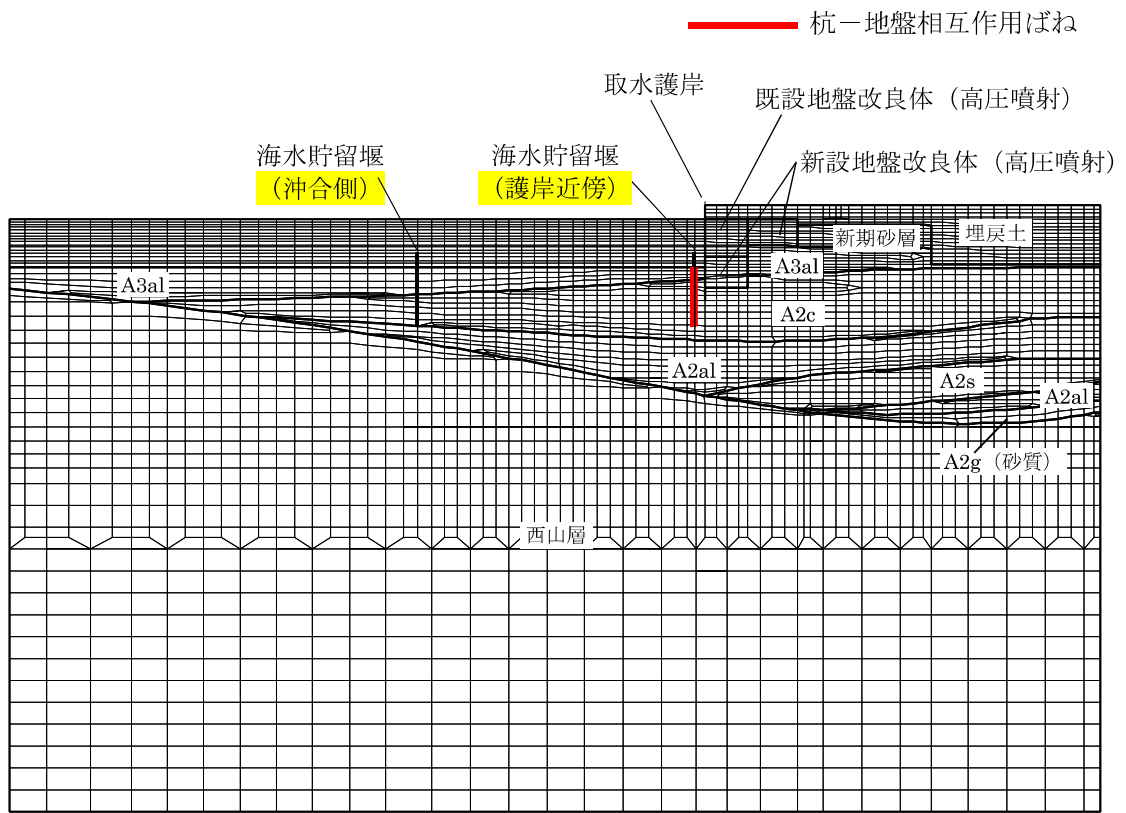 杭－地盤相互作用ばね
取水護岸
既設地盤改良体（高圧噴射）
海水貯留堰
（沖合側）
海水貯留堰
（護岸近傍）
新設地盤改良体（高圧噴射）
新期砂層
埋戻土
A3al
A3al
A2c
A2al
A2s
A2al
A2g（砂質）
西山層